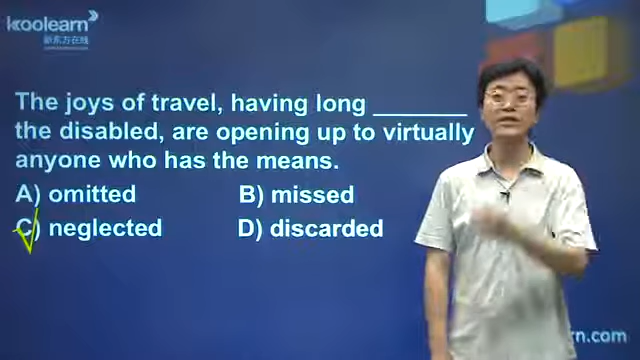 koolearn
新东方在线
The joys of travel, having long _______
the disabled, are opening up to virtually
anyone who has the means.
A) omitted B) missed
C) neglected D) discarded
rn.com